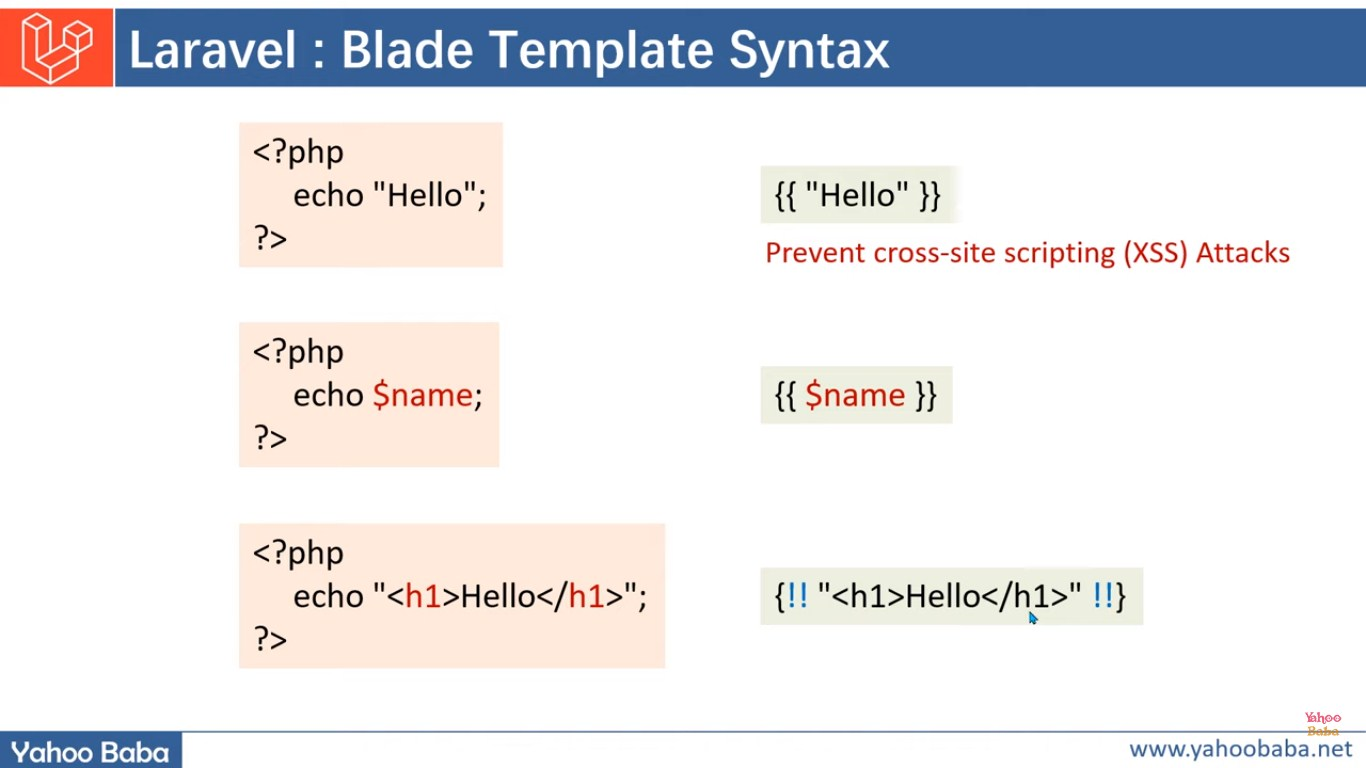 Laravel : Blade Template Syntax
<?php
echo "Hello";
?>
{{ "Hello" }}
Prevent cross-site scripting (XSS) Attacks
<?php
echo $name;
?>
{{ $name }}
<?php
echo "<h1>Hello</h1>";
?>
{!! "<h1>Hello</h1>" !!}
Yahoo
Baba
Yahoo Baba
www.yahoobaba.net